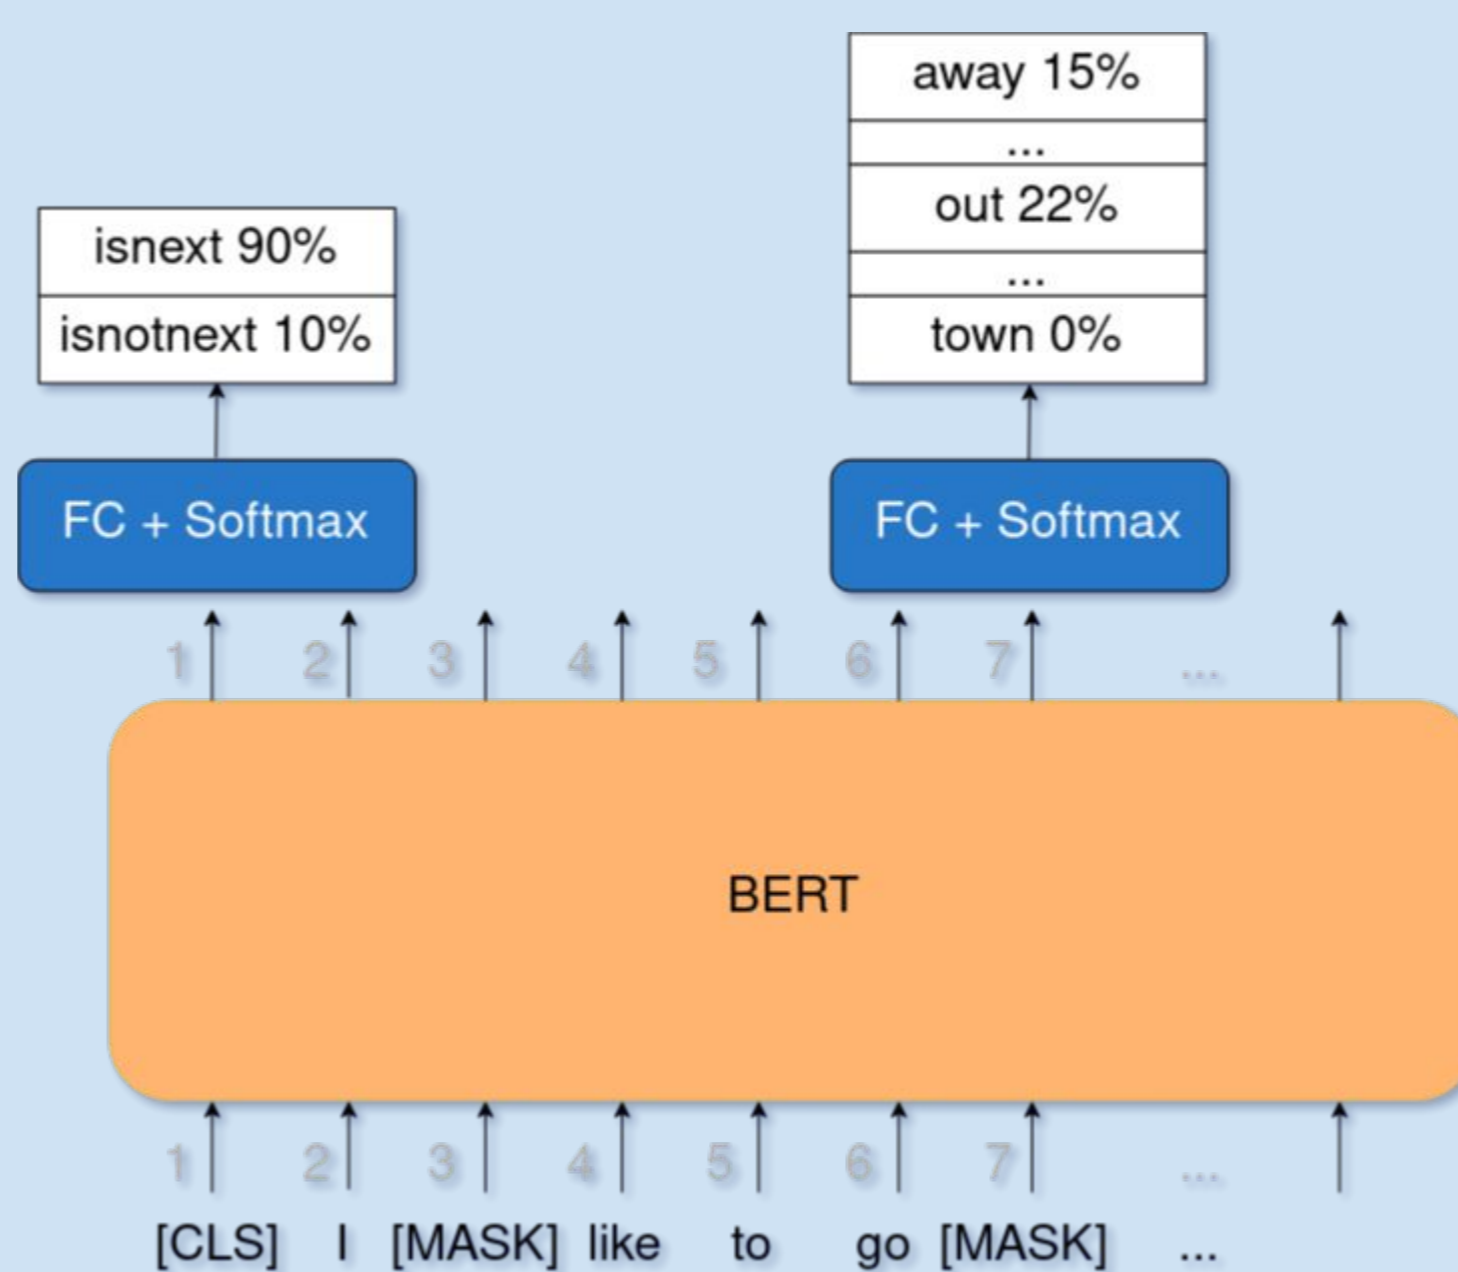 away 15%
...
out 22%
...
town 0%
isnext 90%
isnotnext 10%
FC + Softmax
FC + Softmax
1 2 3 4 5 6 7 ...
BERT
1 2 3 4 5 6 7 ...
[CLS] I [MASK] like to go [MASK] ...